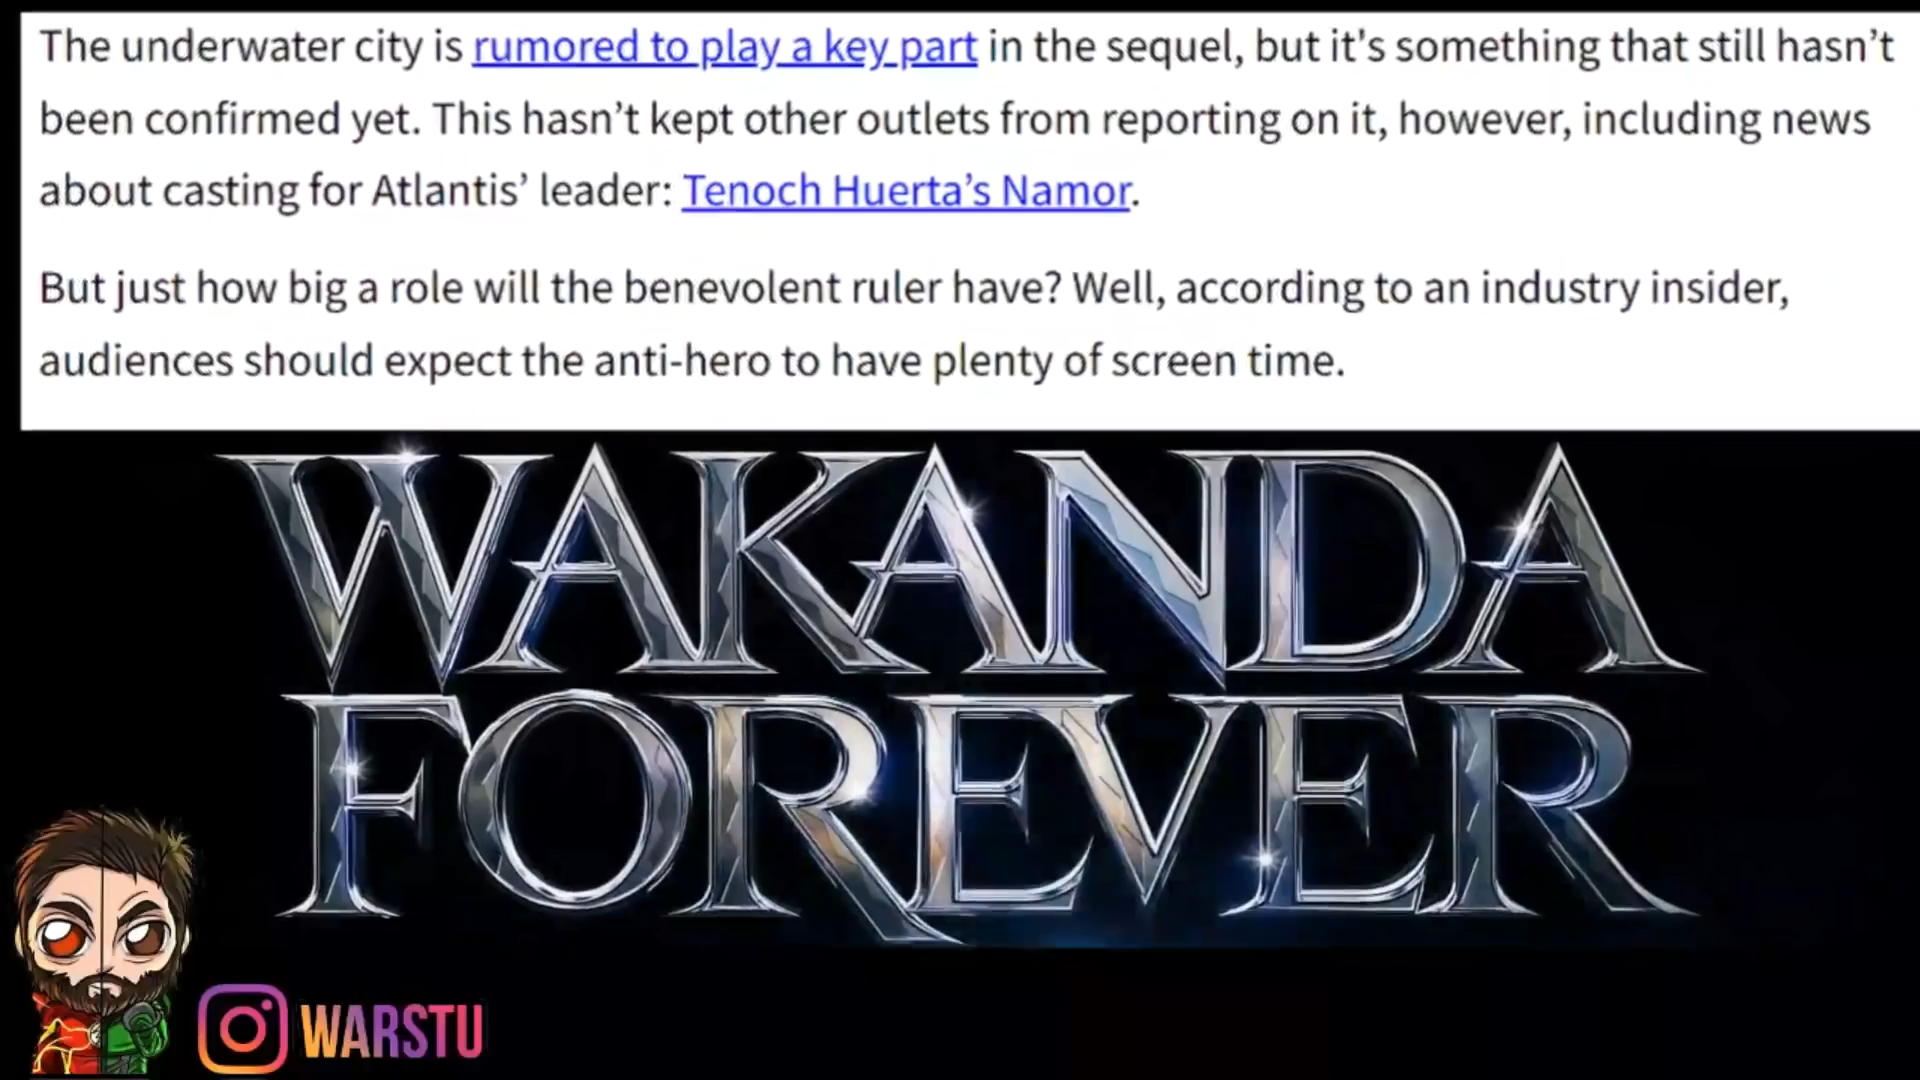 The underwater city is rumored to play a key part in the sequel, but it's something that still hasn’t
been confirmed yet. This hasn’t kept other outlets from reporting on it, however, including news
about casting for Atlantis’ leader: Tenoch Huerta’s Namor.
But just how big a role will the benevolent ruler have? Well, according to an industry insider,
audiences should expect the anti-hero to have plenty of screen time.
WAKANDA
FOREVER
WARSTU